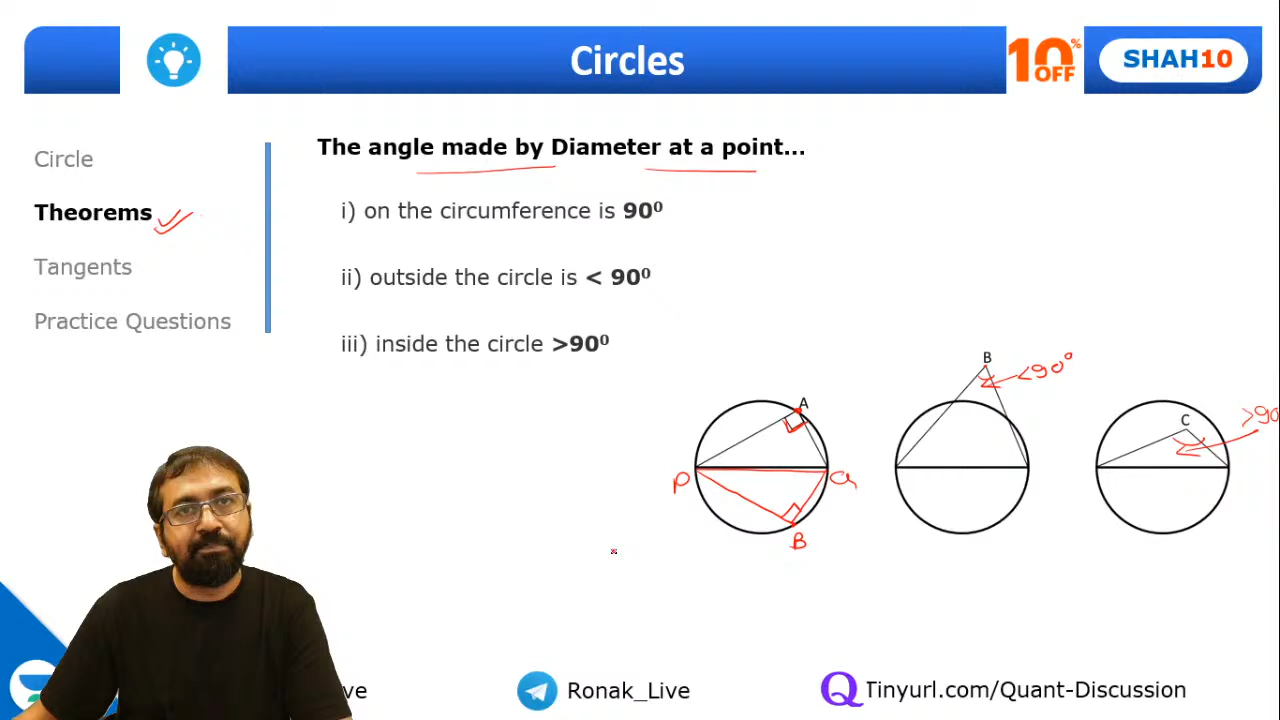 Circles
10% OFF
SHAH10
Circle
Theorems
Tangents
Practice Questions
The angle made by Diameter at a point...
i) on the circumference is 90⁰
ii) outside the circle is < 90⁰
iii) inside the circle >90⁰
A
P
Q
B
B
<90°
C
>90
ve
Ronak_Live
Q Tinyurl.com/Quant-Discussion